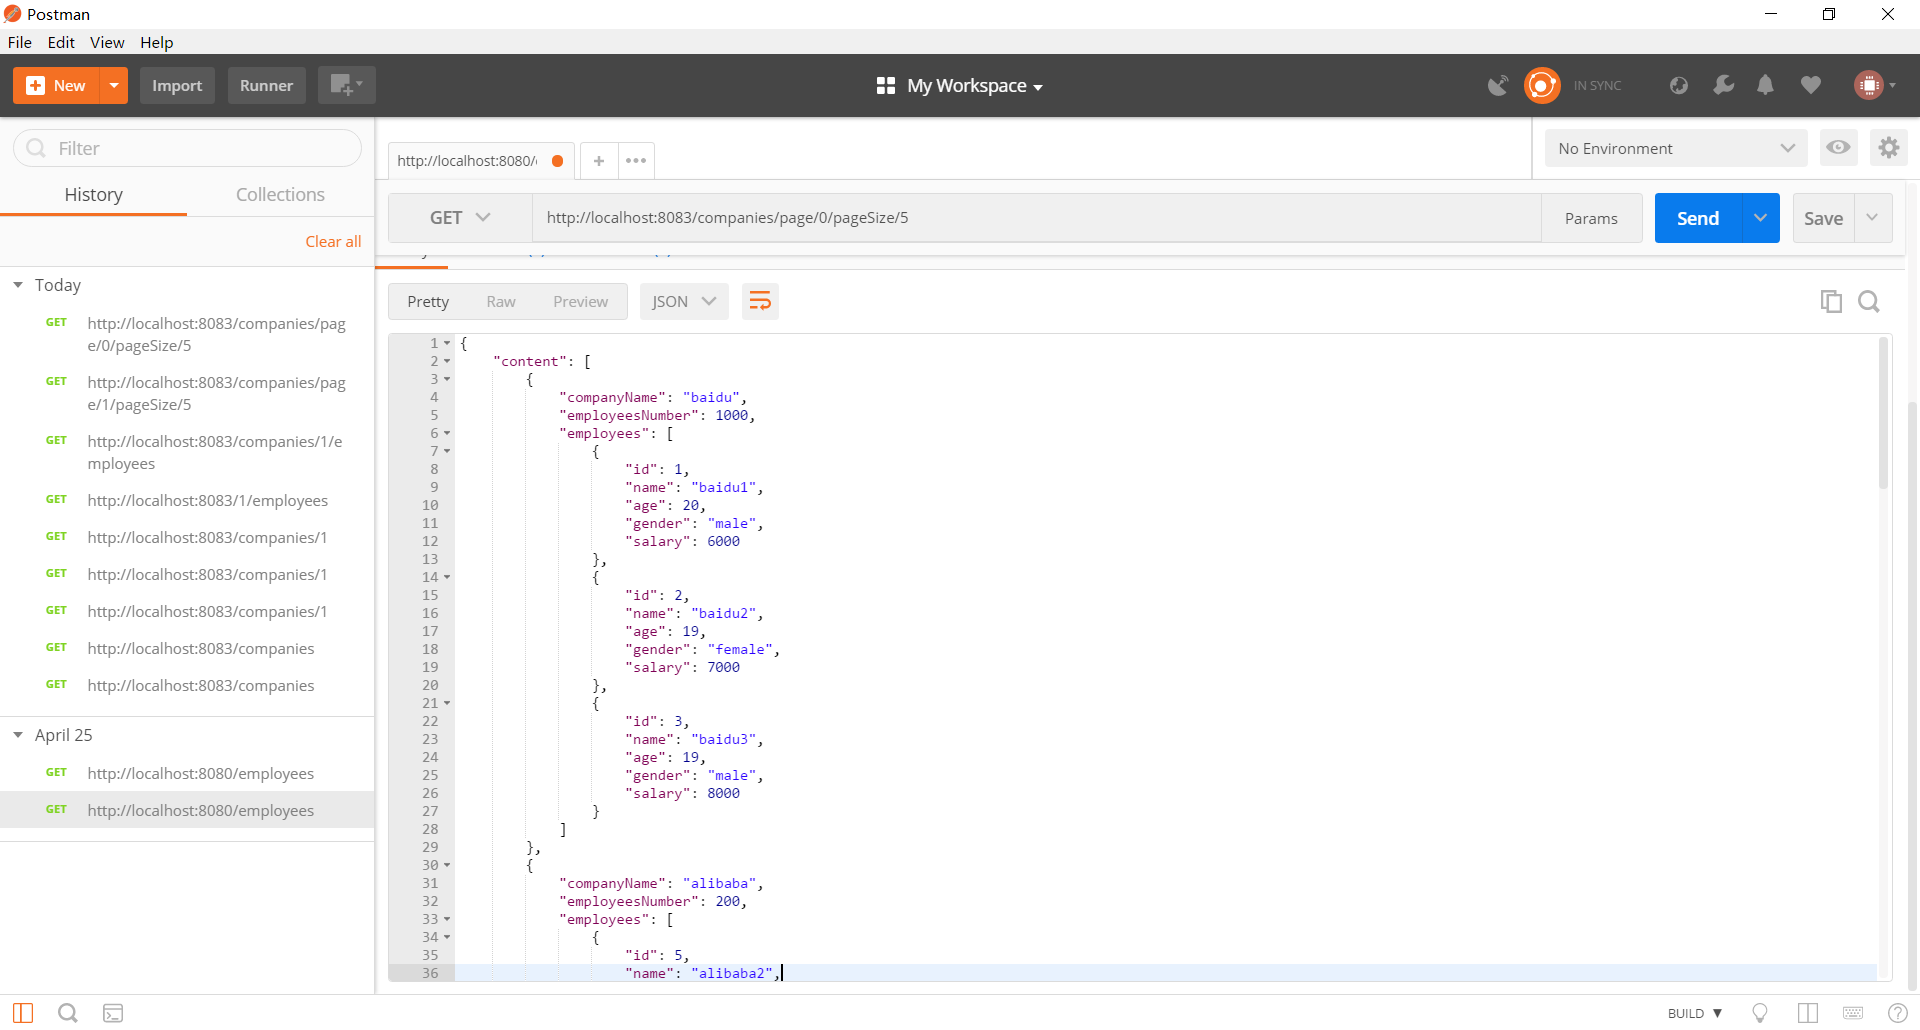 Postman
File Edit View Help
New Import Runner My Workspace IN SYNC
Filter
History Collections
Clear all
Today
GET http://localhost:8083/companies/pag
e/0/pageSize/5
GET http://localhost:8083/companies/pag
e/1/pageSize/5
GET http://localhost:8083/companies/1/e
mployees
GET http://localhost:8083/1/employees
GET http://localhost:8083/companies/1
GET http://localhost:8083/companies/1
GET http://localhost:8083/companies/1
GET http://localhost:8083/companies
GET http://localhost:8083/companies
April 25
GET http://localhost:8080/employees
GET http://localhost:8080/employees
http://localhost:8080/
No Environment
GET http://localhost:8083/companies/page/0/pageSize/5 Params Send Save
Pretty Raw Preview JSON
1 {
2 "content": [
3 {
4 "companyName": "baidu",
5 "employeesNumber": 1000,
6 "employees": [
7 {
8 "id": 1,
9 "name": "baidu1",
10 "age": 20,
11 "gender": "male",
12 "salary": 6000
13 },
14 {
15 "id": 2,
16 "name": "baidu2",
17 "age": 19,
18 "gender": "female",
19 "salary": 7000
20 },
21 {
22 "id": 3,
23 "name": "baidu3",
24 "age": 19,
25 "gender": "male",
26 "salary": 8000
27 }
28 ]
29 },
30 {
31 "companyName": "alibaba",
32 "employeesNumber": 200,
33 "employees": [
34 {
35 "id": 5,
36 "name": "alibaba2",
BUILD